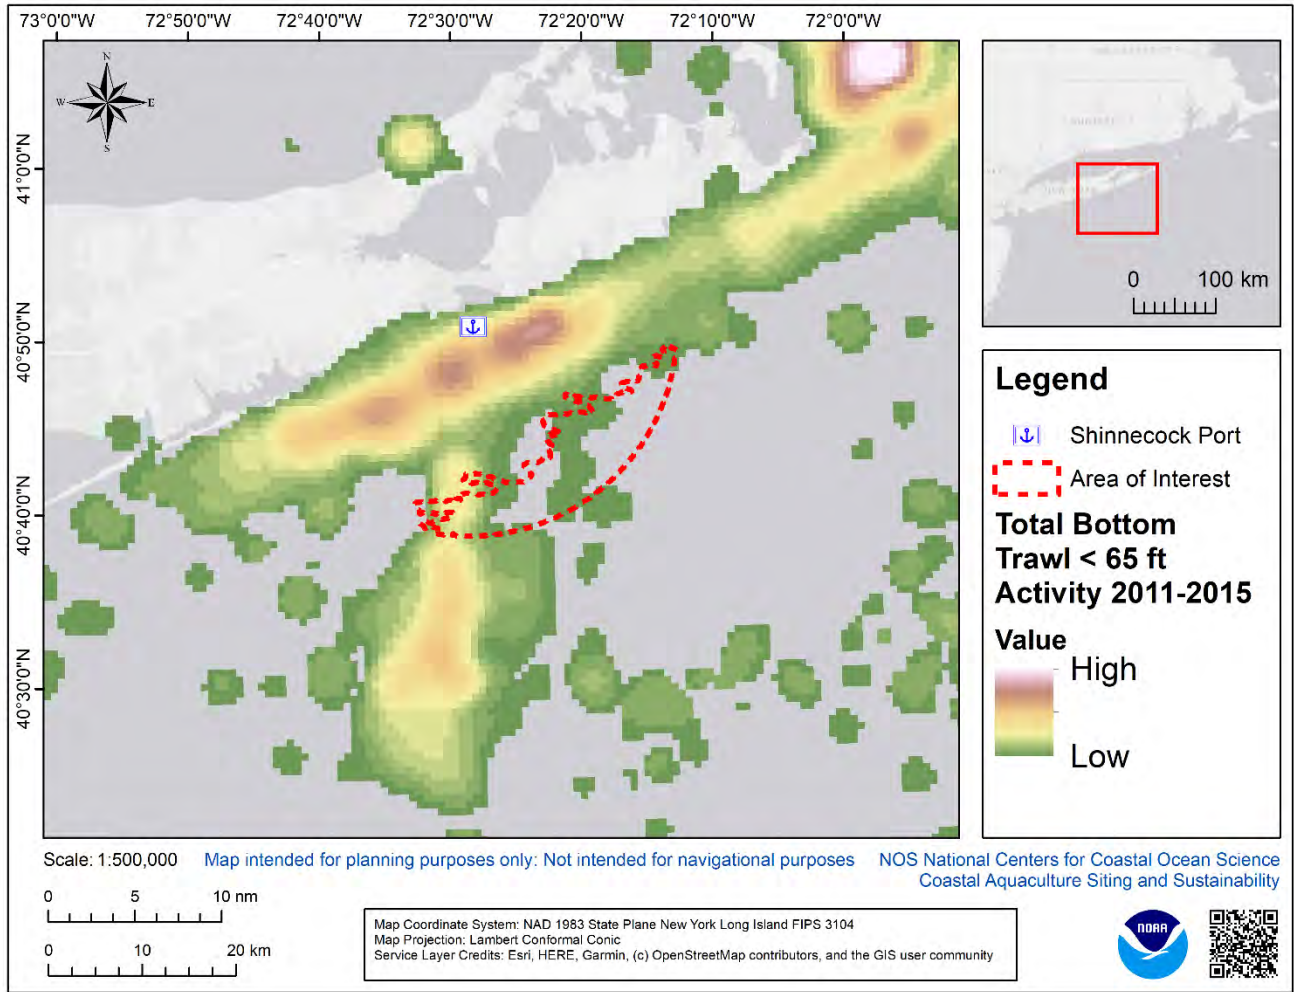 73°0'0"W 72°50'0"W 72°40'0"W 72°30'0"W 72°20'0"W 72°10'0"W 72°0'0"W
N
W E
S
41°0'0"N
40°50'0"N
40°40'0"N
40°30'0"N
0 100 km
Legend
Shinnecock Port
Area of Interest
Total Bottom
Trawl < 65 ft
Activity 2011-2015
Value
High
Low
Scale: 1:500,000 Map intended for planning purposes only: Not intended for navigational purposes
NOS National Centers for Coastal Ocean Science
Coastal Aquaculture Siting and Sustainability
0 5 10 nm
0 10 20 km
Map Coordinate System: NAD 1983 State Plane New York Long Island FIPS 3104
Map Projection: Lambert Conformal Conic
Service Layer Credits: Esri, HERE, Garmin, (c) OpenStreetMap contributors, and the GIS user community
NOAA